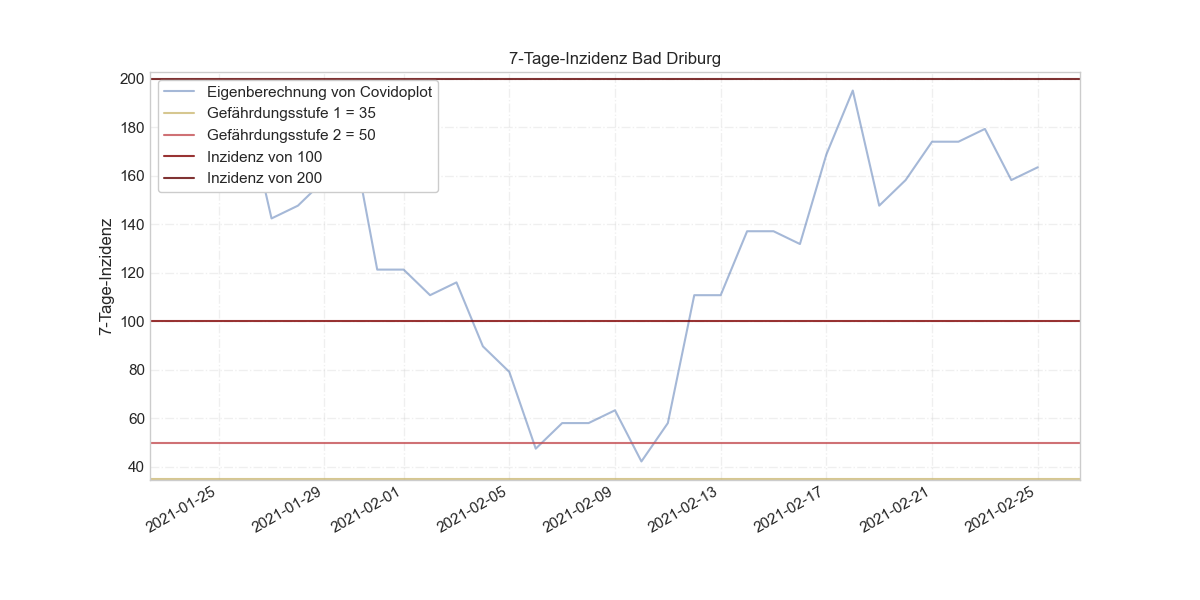 7-Tage-Inzidenz Bad Driburg
200
180
160
140
120
100
80
60
40
7-Tage-Inzidenz
Eigenberechnung von Covidoplot
Gefährdungsstufe 1 = 35
Gefährdungsstufe 2 = 50
Inzidenz von 100
Inzidenz von 200
2021-01-25
2021-01-29
2021-02-01
2021-02-05
2021-02-09
2021-02-13
2021-02-17
2021-02-21
2021-02-25